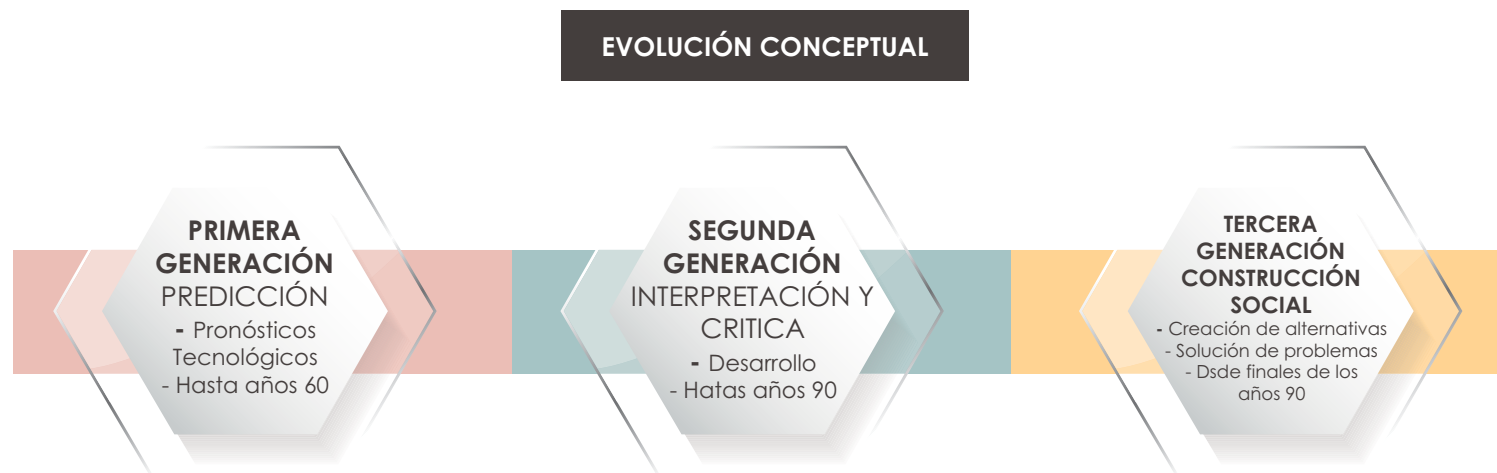 EVOLUCIÓN CONCEPTUAL
PRIMERA
GENERACIÓN
PREDICCIÓN
- Pronósticos
Tecnológicos
- Hasta años 60
SEGUNDA
GENERACIÓN
INTERPRETACIÓN Y
CRITICA
- Desarrollo
- Hatas años 90
TERCERA
GENERACIÓN
CONSTRUCCIÓN
SOCIAL
- Creación de alternativas
- Solución de problemas
- Dsde finales de los
años 90